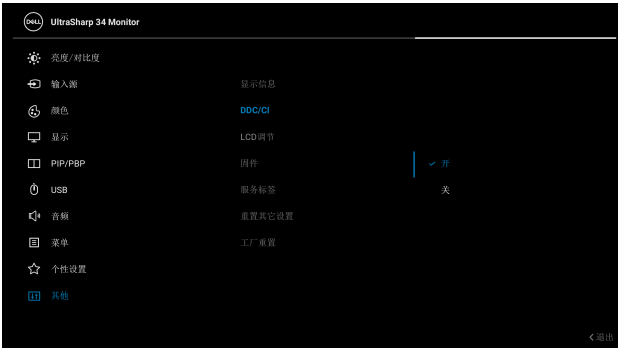 DELL UltraSharp 34 Monitor
亮度/对比度
输入源 显示信息
颜色 DDC/CI
显示 LCD调节
PIP/PBP 固件 开
USB 服务标签 关
音频 重置其它设置
菜单 工厂重置
个性设置
其他
退出